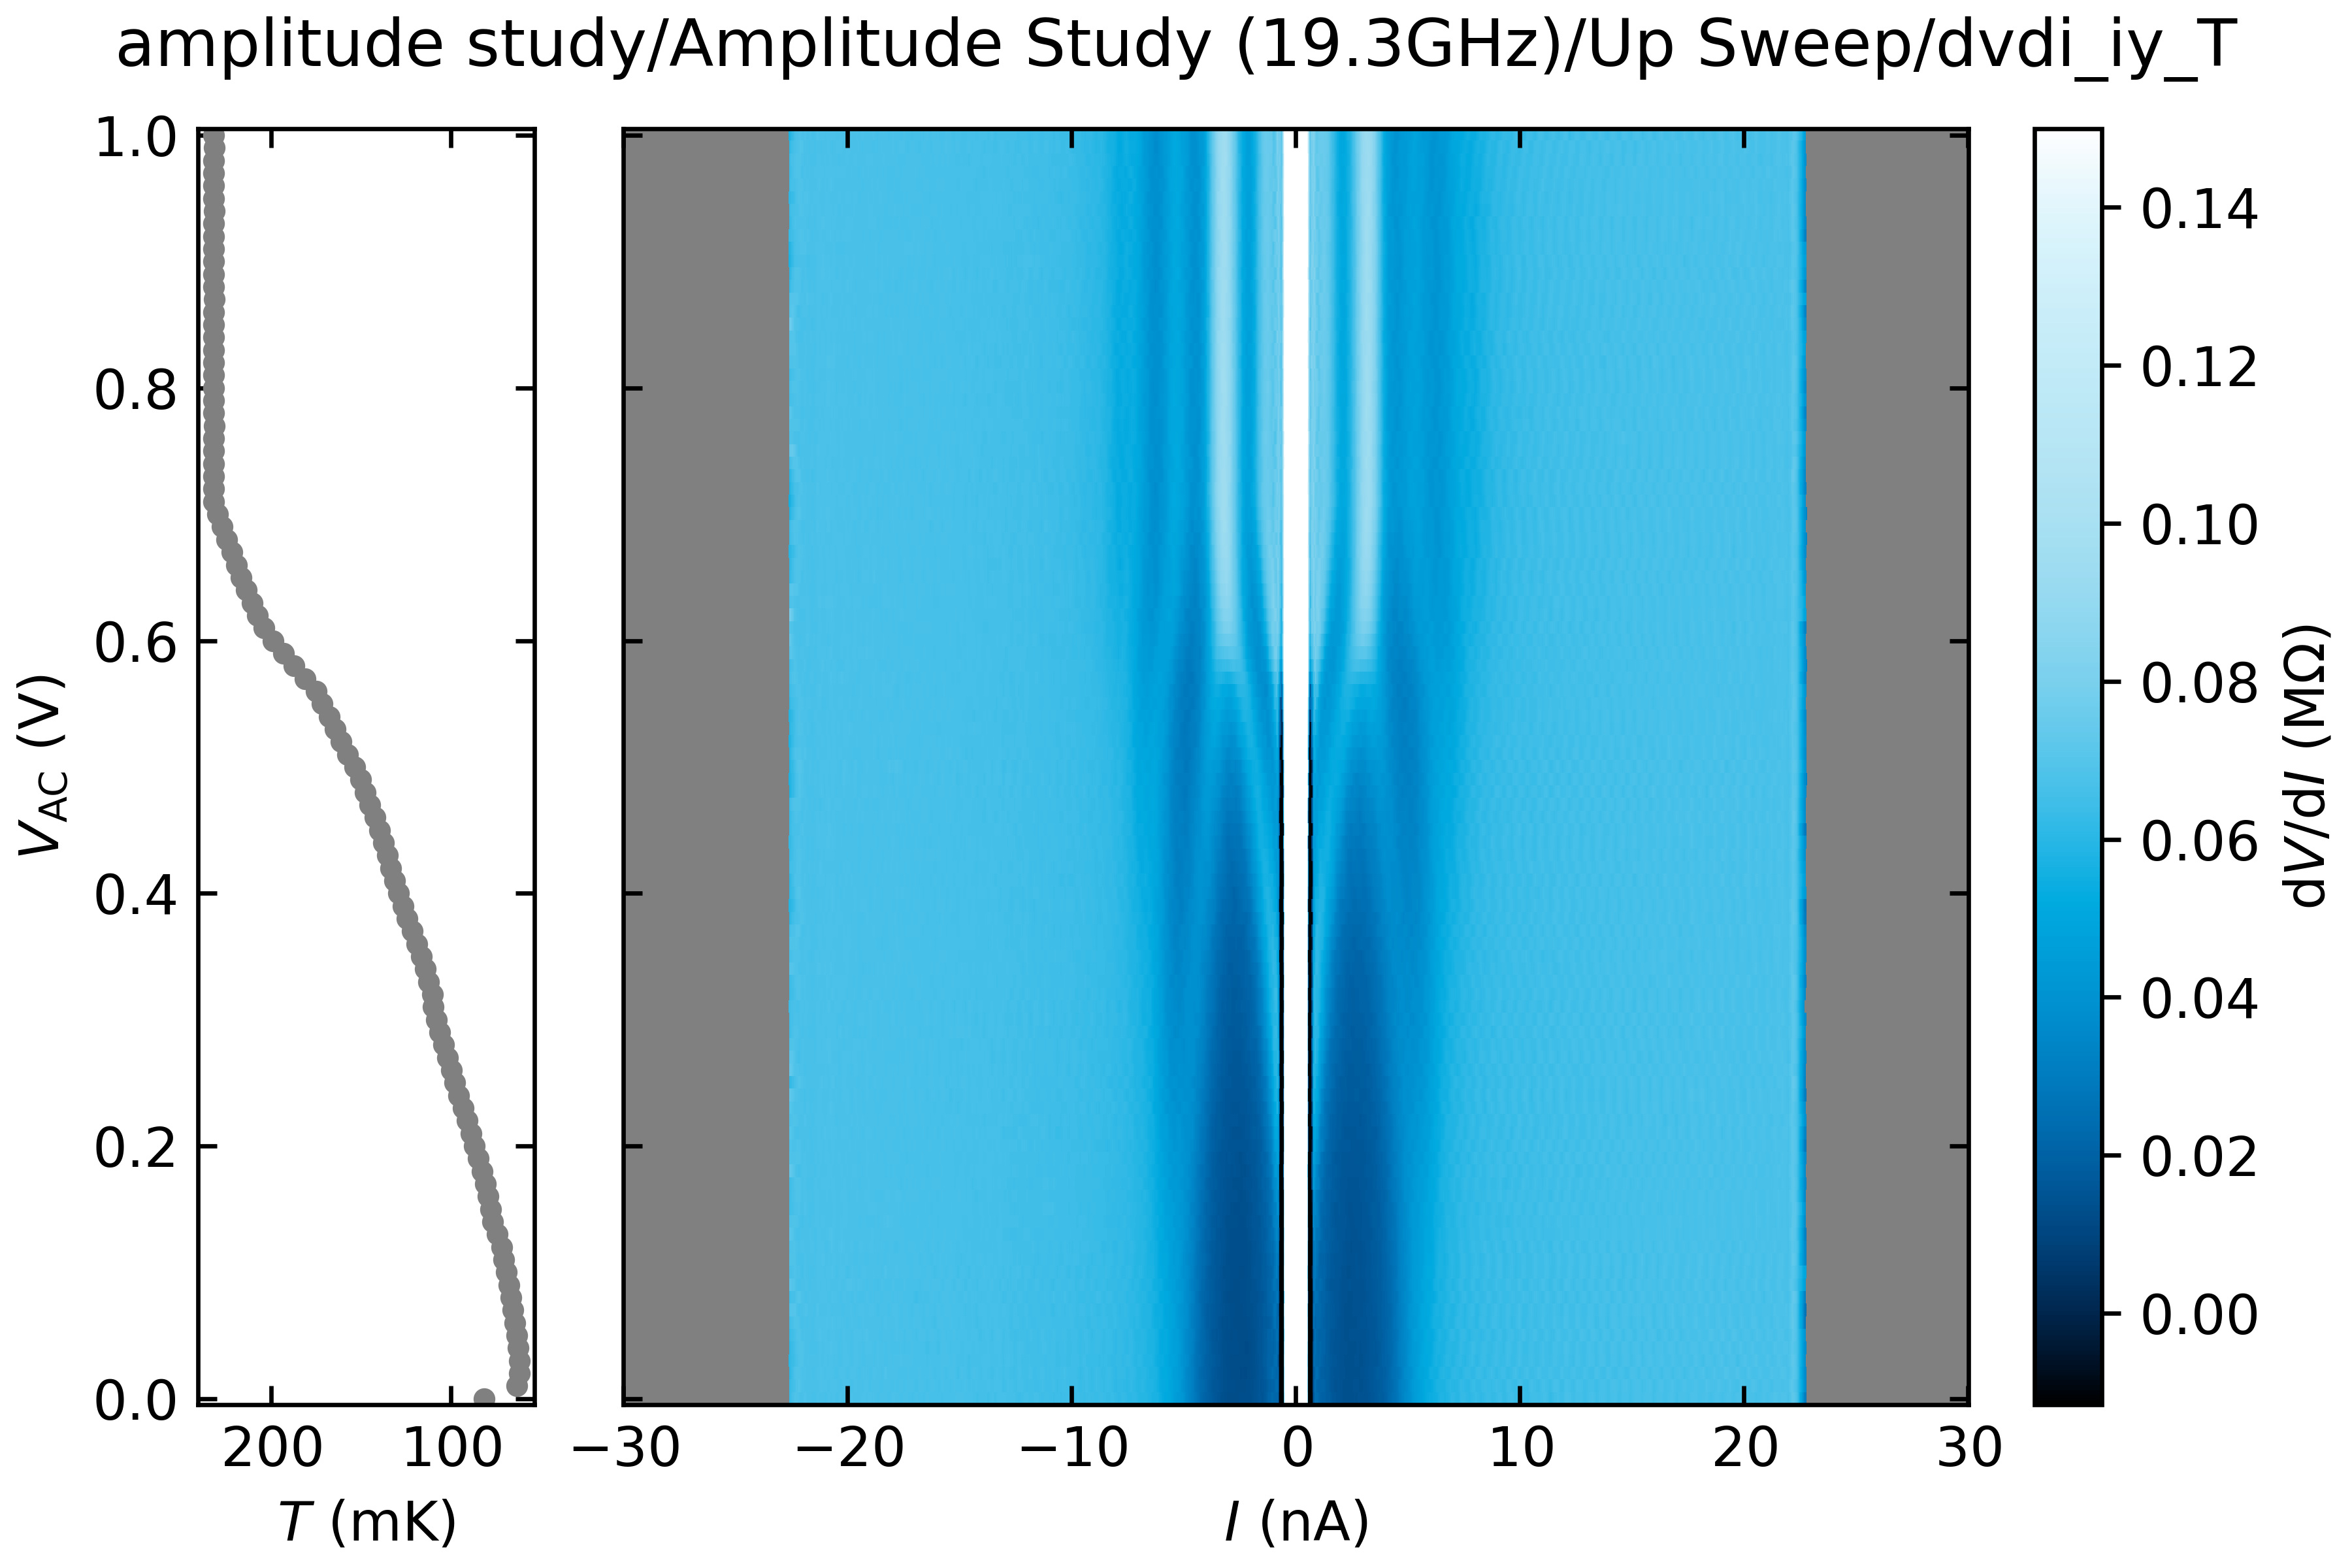 amplitude study/Amplitude Study (19.3GHz)/Up Sweep/dvdi_iy_T
1.0
0.8
0.6
0.4
0.2
0.0
V_AC (V)
200 100
T (mK)
−30 −20 −10 0 10 20 30
I (nA)
0.14
0.12
0.10
0.08
0.06
0.04
0.02
0.00
dV/dI (MΩ)